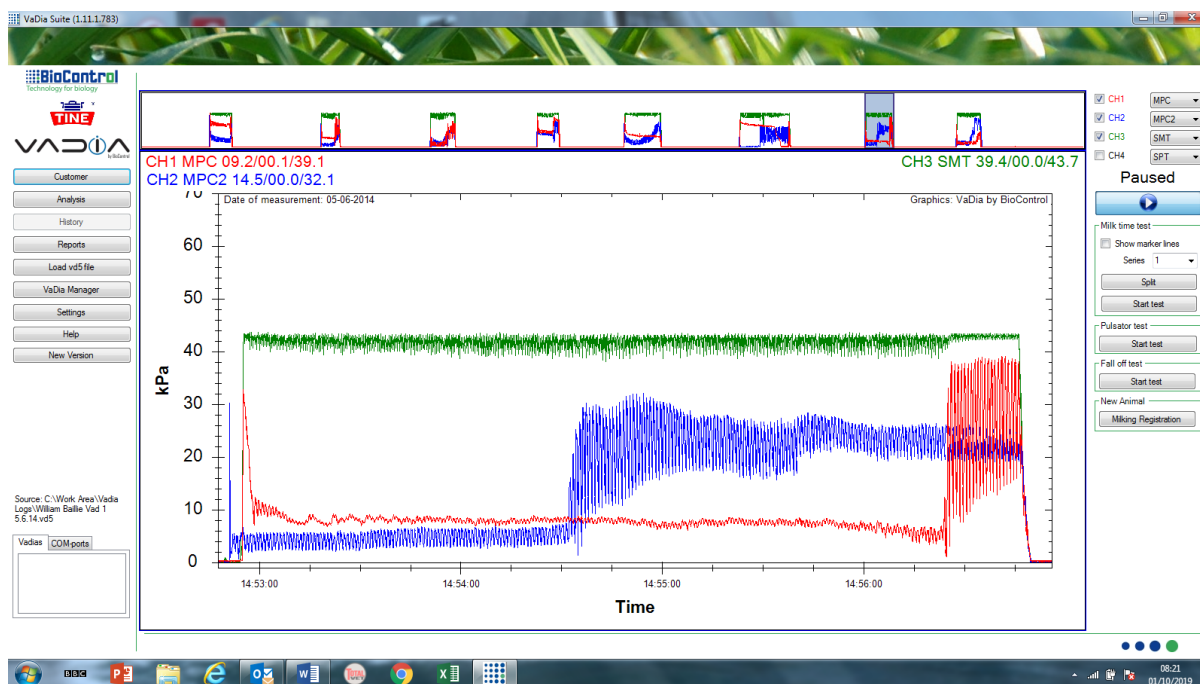 VaDia Suite (1.11.1.783)
BioControl
Technology for biology
TINE
VADIA
by BioControl
Customer
Analysis
History
Reports
Load vd5 file
VaDia Manager
Settings
Help
New Version
Source: C:\Work Area\Vadia
Logs\William Baillie Vad 1
5.6.14.vd5
Vadias COM-ports
CH1 MPC 09.2/00.1/39.1
CH2 MPC2 14.5/00.0/32.1
CH3 SMT 39.4/00.0/43.7
Date of measurement: 05-06-2014
Graphics: VaDia by BioControl
kPa
70
60
50
40
30
20
10
0
14:53:00 14:54:00 14:55:00 14:56:00
Time
CH1 MPC
CH2 MPC2
CH3 SMT
CH4 SPT
Paused
Milk time test
Show marker lines
Series 1
Split
Start test
Pulsator test
Start test
Fall off test
Start test
New Animal
Milking Registration
BBC
08:21
01/10/2019